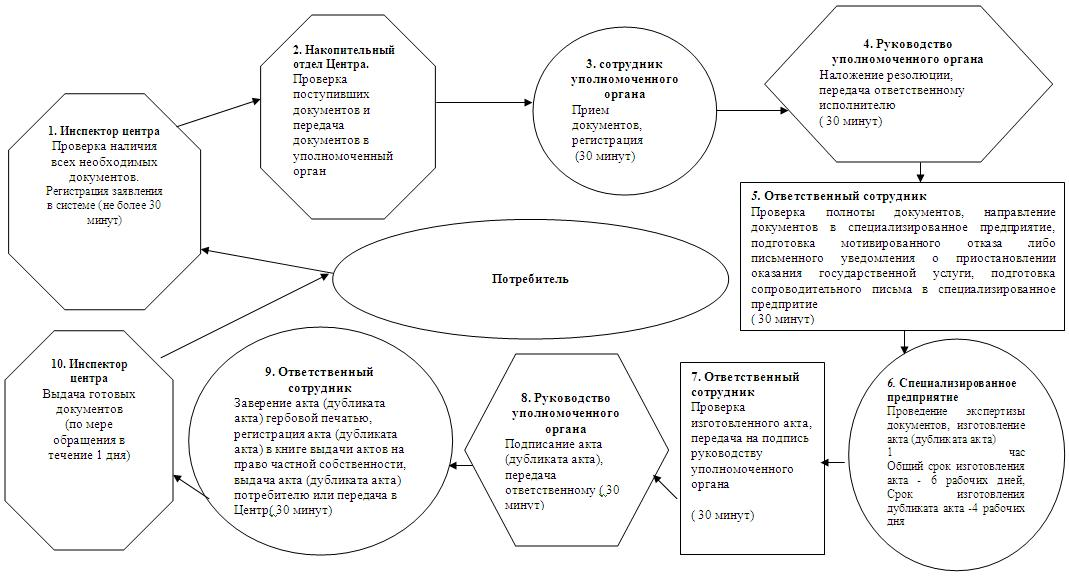 1. Инспектор центра
Проверка наличия
всех необходимых
документов.
Регистрация заявления
в системе (не более 30
минут)
2. Накопительный
отдел Центра.
Проверка
поступивших
документов и
передача
документов в
уполномоченный
орган
3. сотрудник
уполномоченного
органа
Прием
документов,
регистрация
(30 минут)
4. Руководство
уполномоченного органа
Наложение резолюции,
передача ответственному
исполнителю
( 30 минут)
5. Ответственный сотрудник
Проверка полноты документов, направление
документов в специализированное предприятие,
подготовка мотивированного отказа либо
письменного уведомления о приостановлении
оказания государственной услуги, подготовка
сопроводительного письма в специализированное
предпритие
( 30 минут)
Потребитель
6. Специализированное
предприятие
Проведение экспертизы
документов, изготовление
акта (дубликата акта)
1 час
Общий срок изготовления
акта - 6 рабочих дней,
Срок изготовления
дубликата акта -4 рабочих
дня
7. Ответственный
сотрудник
Проверка
изготовленного акта,
передача на подпись
руководству
уполномоченного
органа
( 30 минут)
8. Руководство
уполномоченного
органа
Подписание акта
(дубликата акта),
передача
ответственному ( 30
минут)
9. Ответственный
сотрудник
Заверение акта (дубликата
акта) гербовой печатью,
регистрация акта (дубликата
акта) в книге выдачи актов на
право частной собственности,
выдача акта (дубликата акта)
потребителю или передача в
Центр( 30 минут)
10. Инспектор
центра
Выдача готовых
документов
(по мере
обращения в
течение 1 дня)